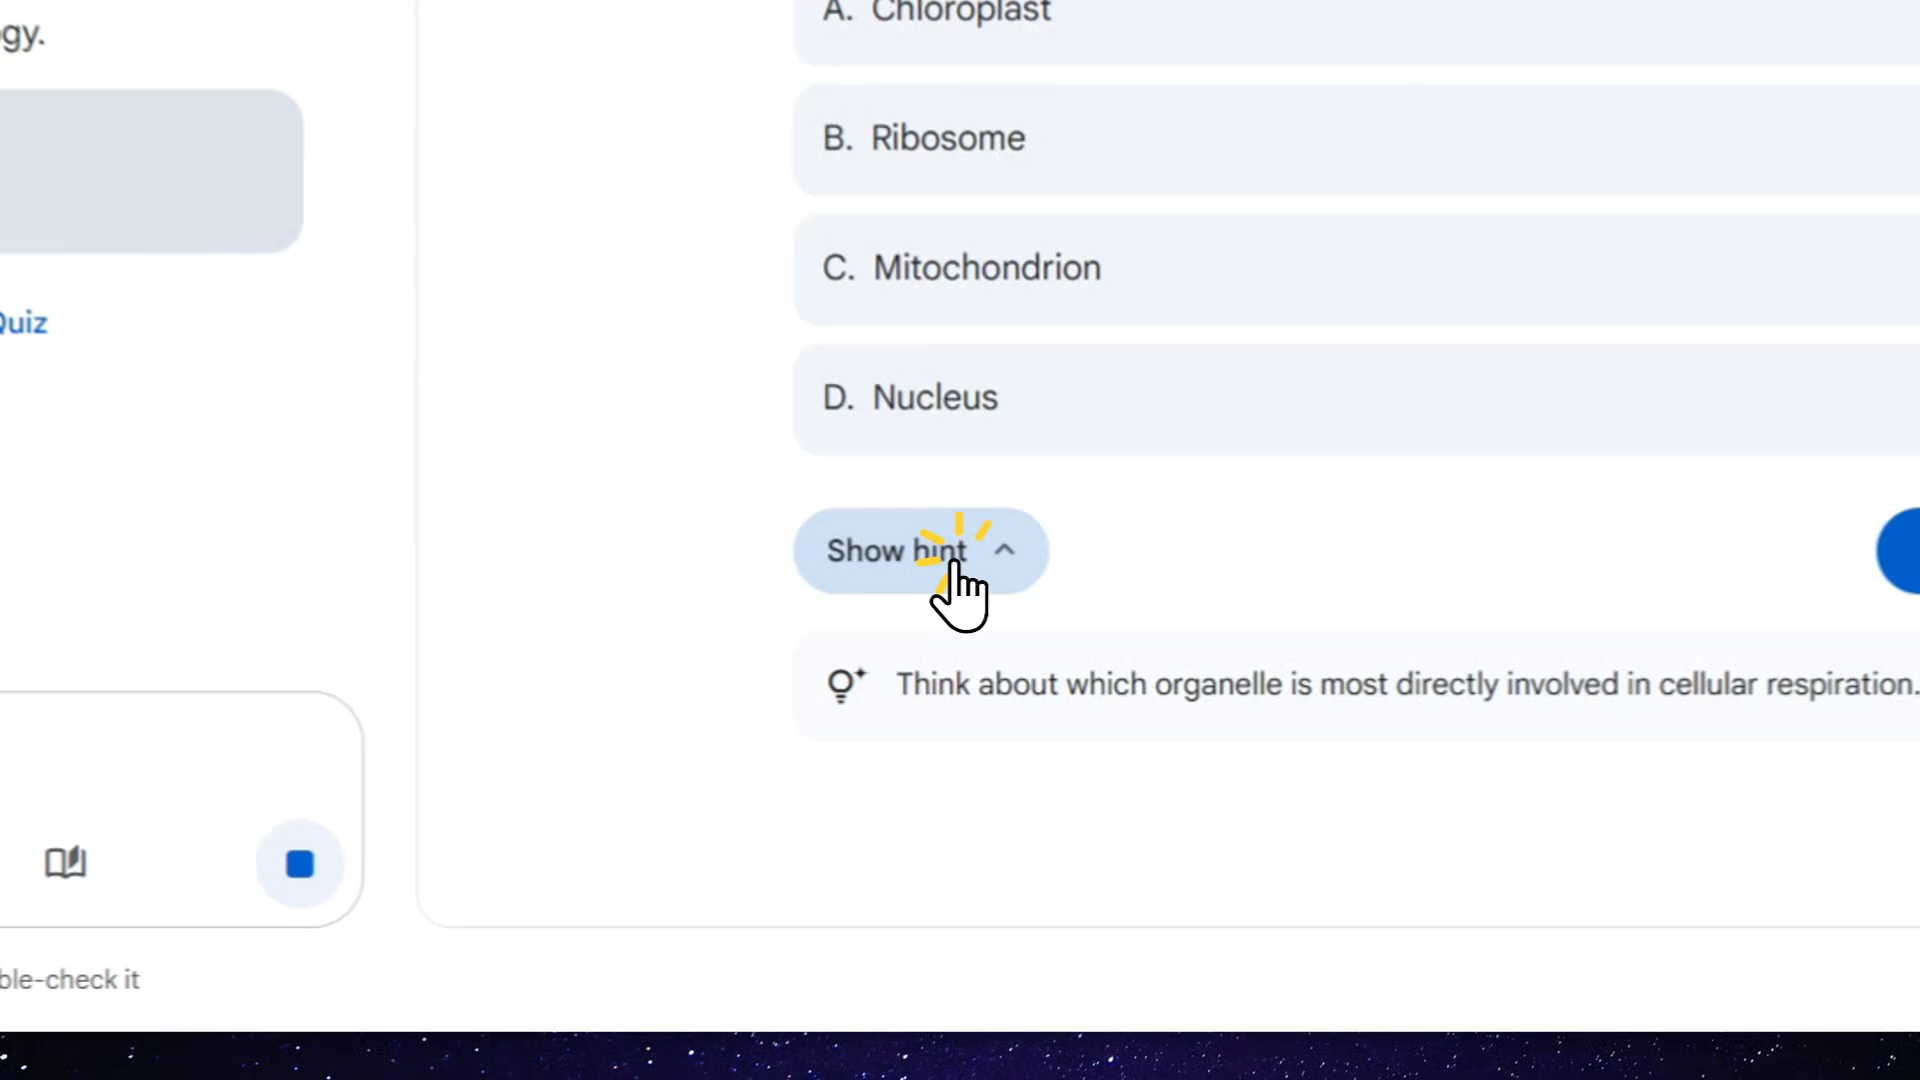 gy.
A. Chloroplast
B. Ribosome
C. Mitochondrion
Quiz
D. Nucleus
Show hint
Think about which organelle is most directly involved in cellular respiration.
ble-check it